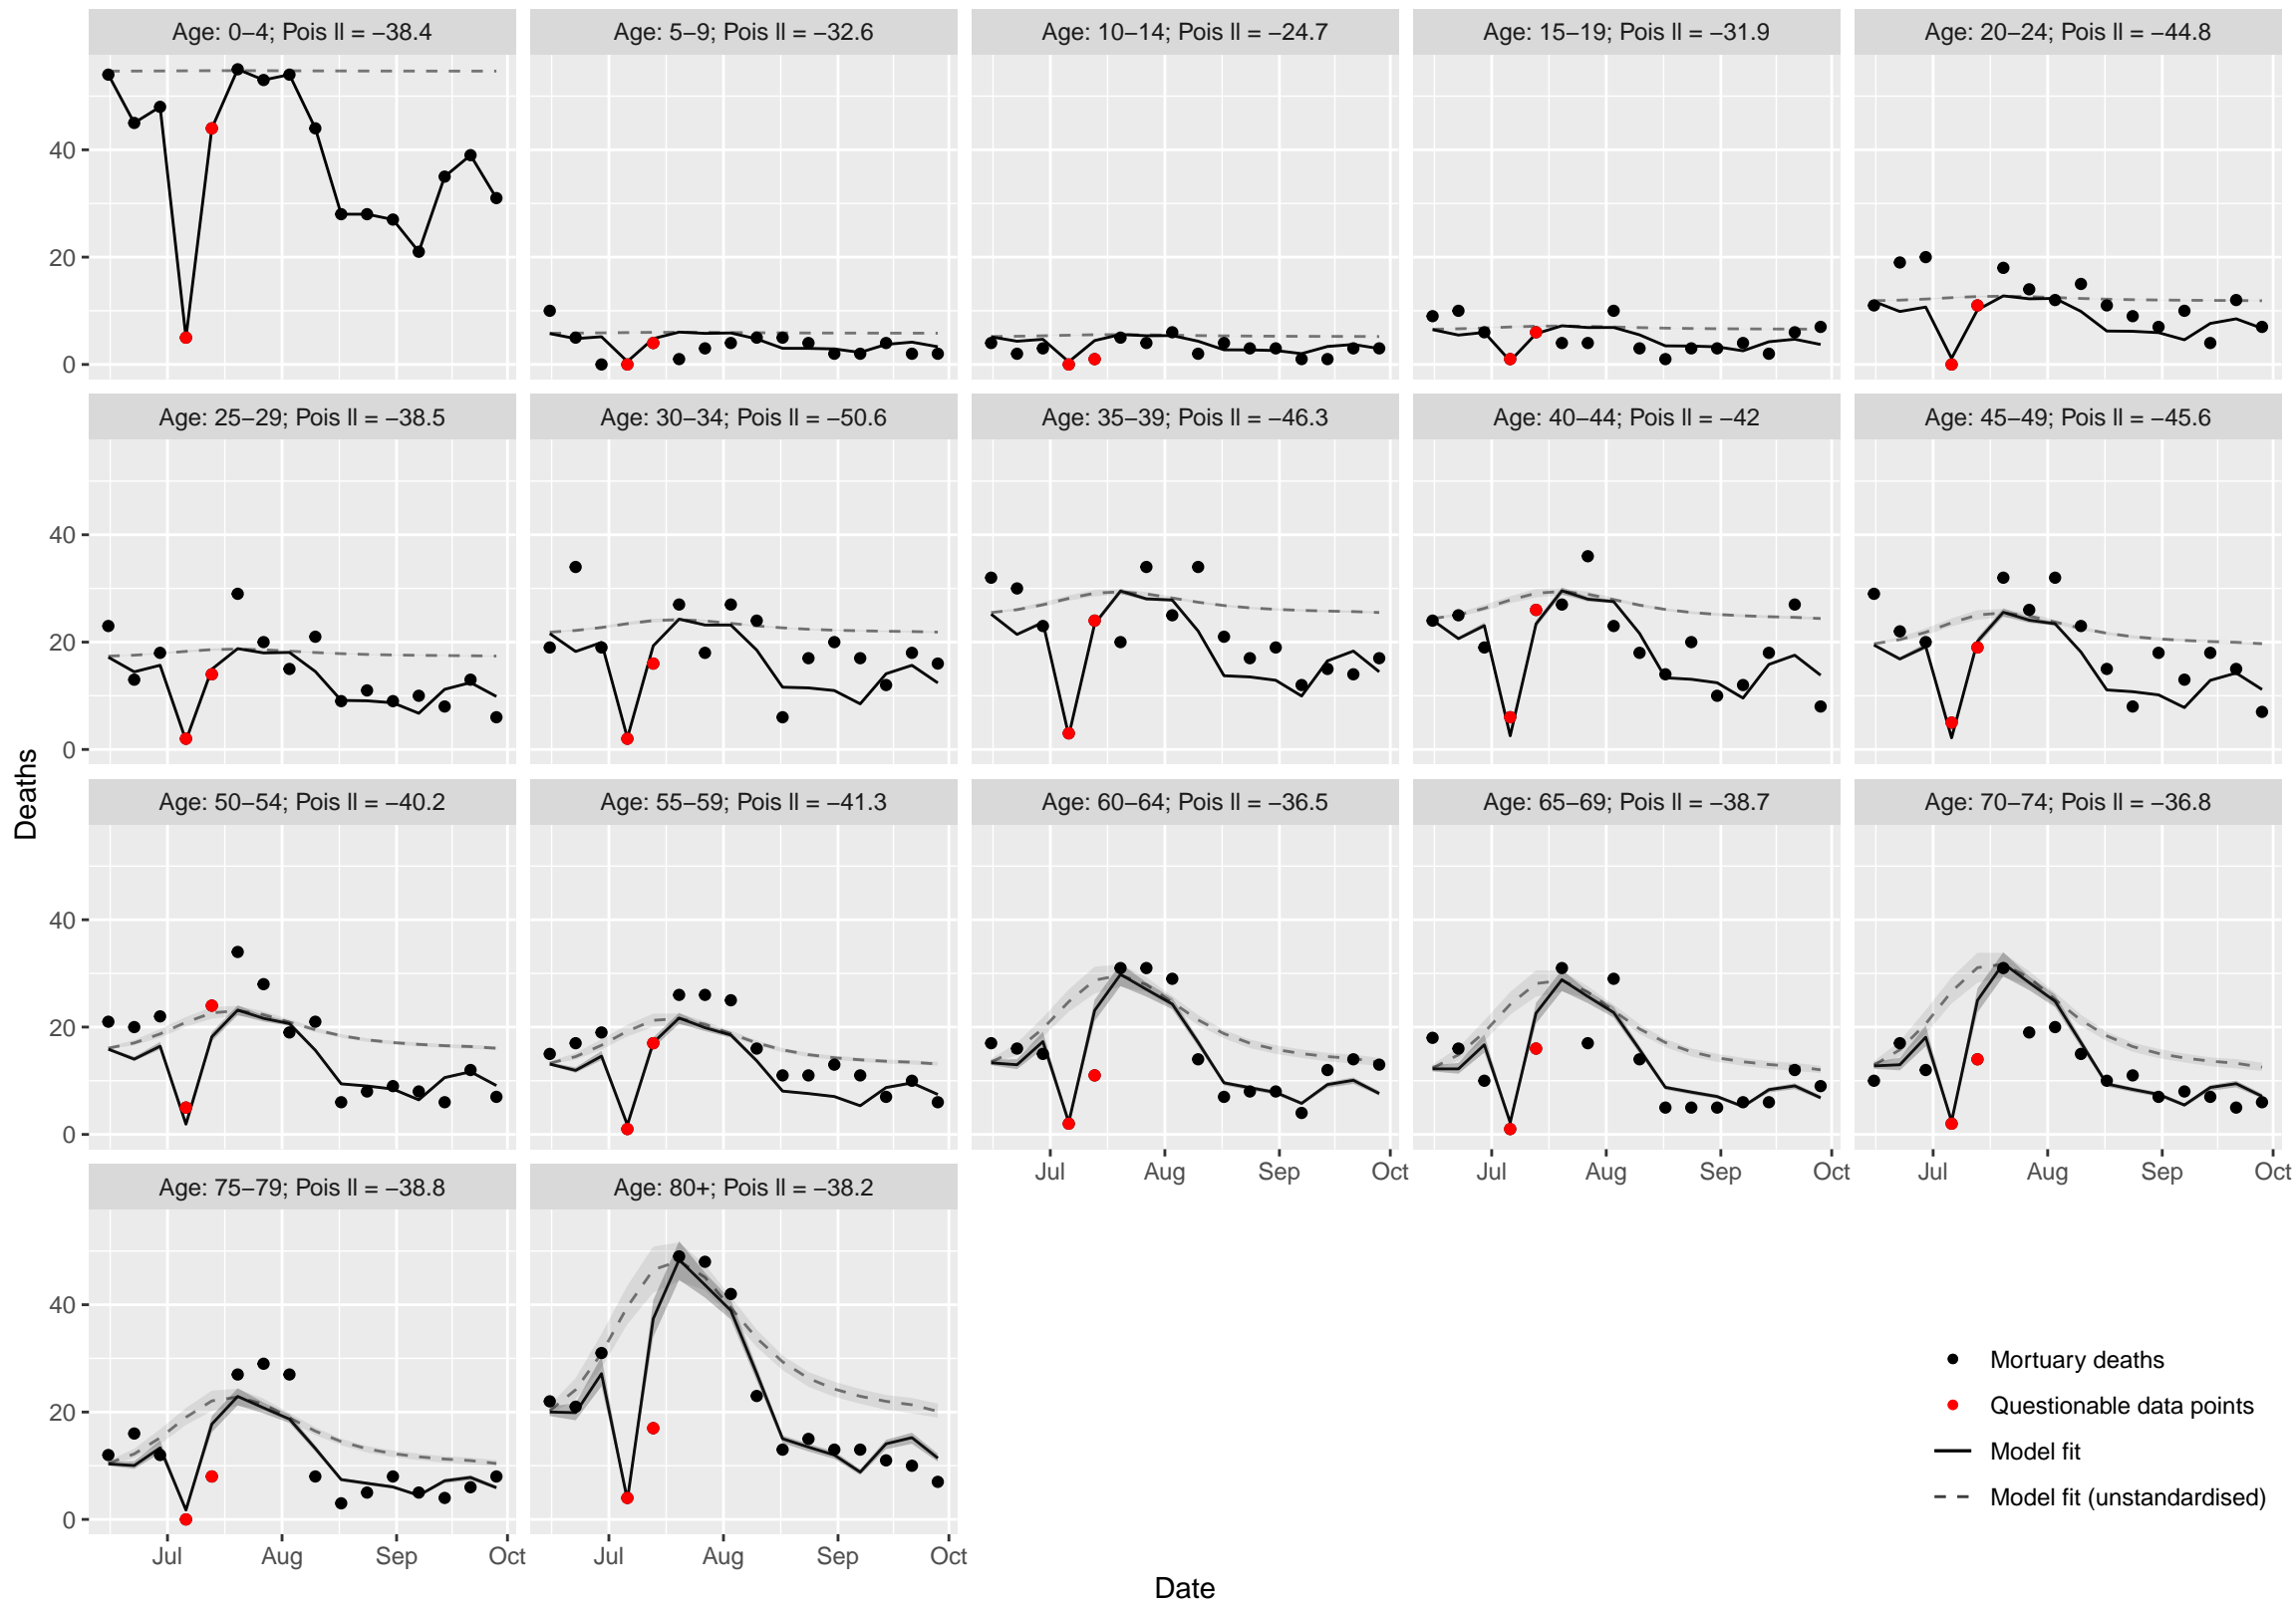 Age: 0−4; Pois ll = −38.4
Age: 5−9; Pois ll = −32.6
Age: 10−14; Pois ll = −24.7
Age: 15−19; Pois ll = −31.9
Age: 20−24; Pois ll = −44.8
40
20
0
Age: 25−29; Pois ll = −38.5
Age: 30−34; Pois ll = −50.6
Age: 35−39; Pois ll = −46.3
Age: 40−44; Pois ll = −42
Age: 45−49; Pois ll = −45.6
40
20
0
Deaths
Age: 50−54; Pois ll = −40.2
Age: 55−59; Pois ll = −41.3
Age: 60−64; Pois ll = −36.5
Age: 65−69; Pois ll = −38.7
Age: 70−74; Pois ll = −36.8
40
20
0
Jul Aug Sep Oct
Jul Aug Sep Oct
Jul Aug Sep Oct
Age: 75−79; Pois ll = −38.8
Age: 80+; Pois ll = −38.2
40
20
0
Jul Aug Sep Oct
Jul Aug Sep Oct
Mortuary deaths
Questionable data points
Model fit
Model fit (unstandardised)
Date